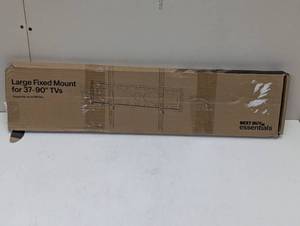 Large Fixed Mount
for 37-90" TVs
BEST BUY
essentials